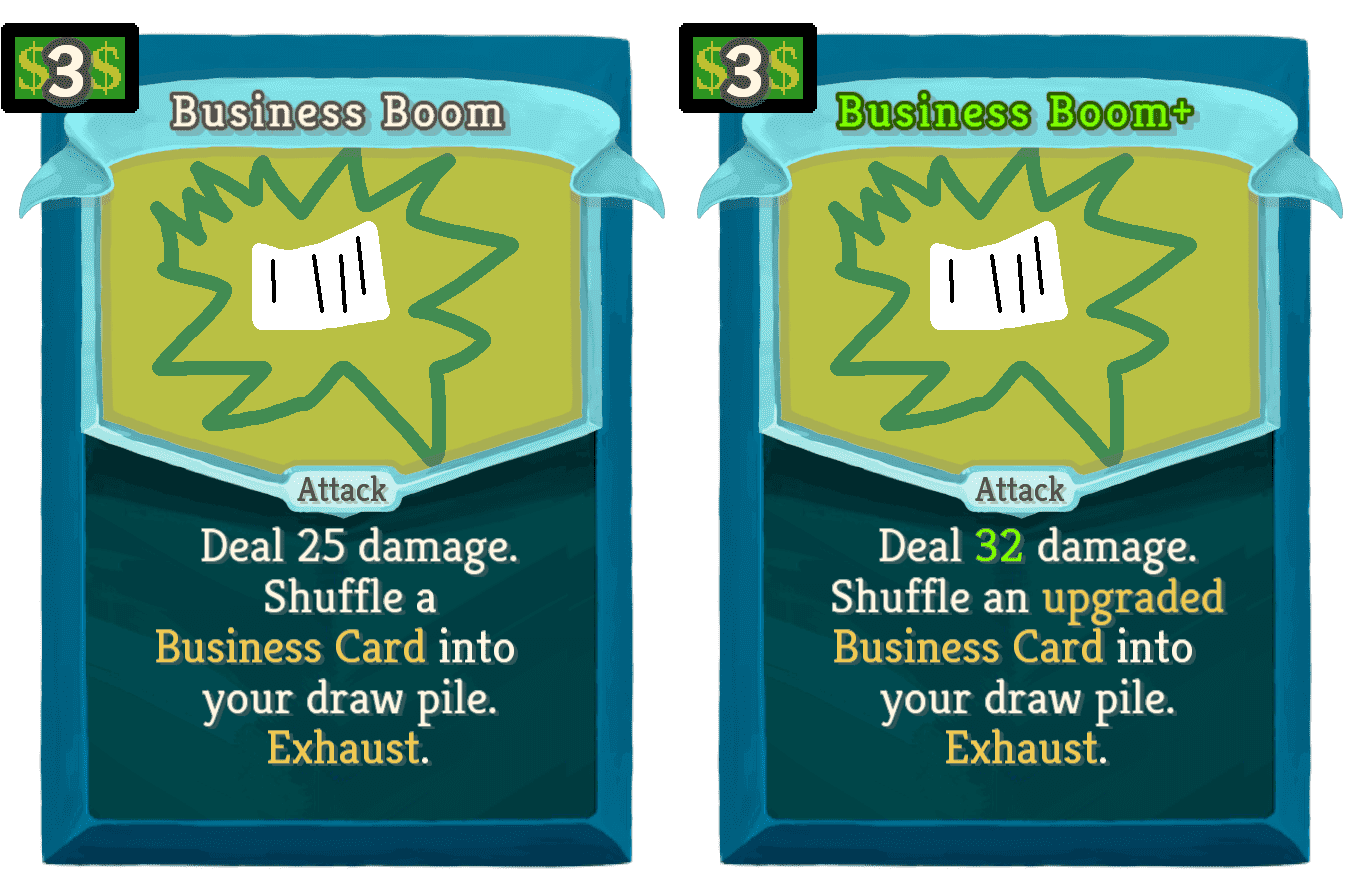 $3$
Business Boom
Attack
Deal 25 damage.
Shuffle a
Business Card into
your draw pile.
Exhaust.
$3$
Business Boom+
Attack
Deal 32 damage.
Shuffle an upgraded
Business Card into
your draw pile.
Exhaust.